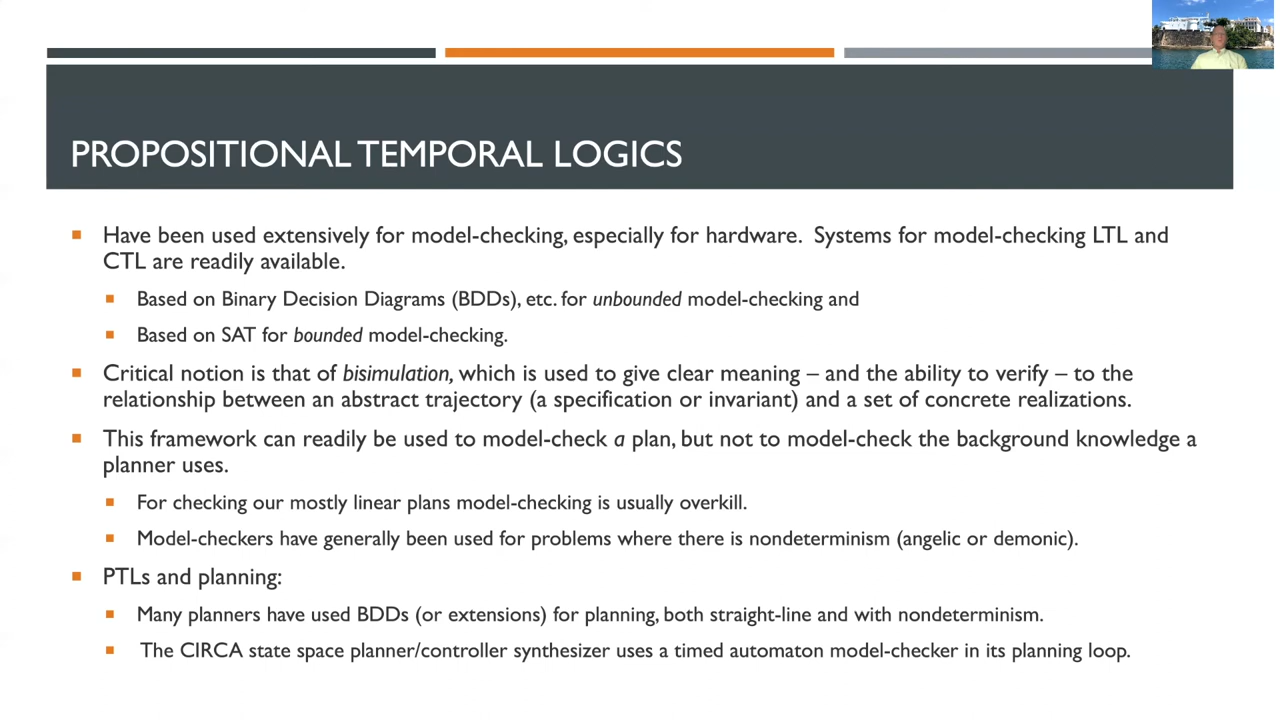 PROPOSITIONAL TEMPORAL LOGICS
Have been used extensively for model-checking, especially for hardware. Systems for model-checking LTL and
CTL are readily available.
Based on Binary Decision Diagrams (BDDs), etc. for unbounded model-checking and
Based on SAT for bounded model-checking.
Critical notion is that of bisimulation, which is used to give clear meaning – and the ability to verify – to the
relationship between an abstract trajectory (a specification or invariant) and a set of concrete realizations.
This framework can readily be used to model-check a plan, but not to model-check the background knowledge a
planner uses.
For checking our mostly linear plans model-checking is usually overkill.
Model-checkers have generally been used for problems where there is nondeterminism (angelic or demonic).
PTLs and planning:
Many planners have used BDDs (or extensions) for planning, both straight-line and with nondeterminism.
The CIRCA state space planner/controller synthesizer uses a timed automaton model-checker in its planning loop.